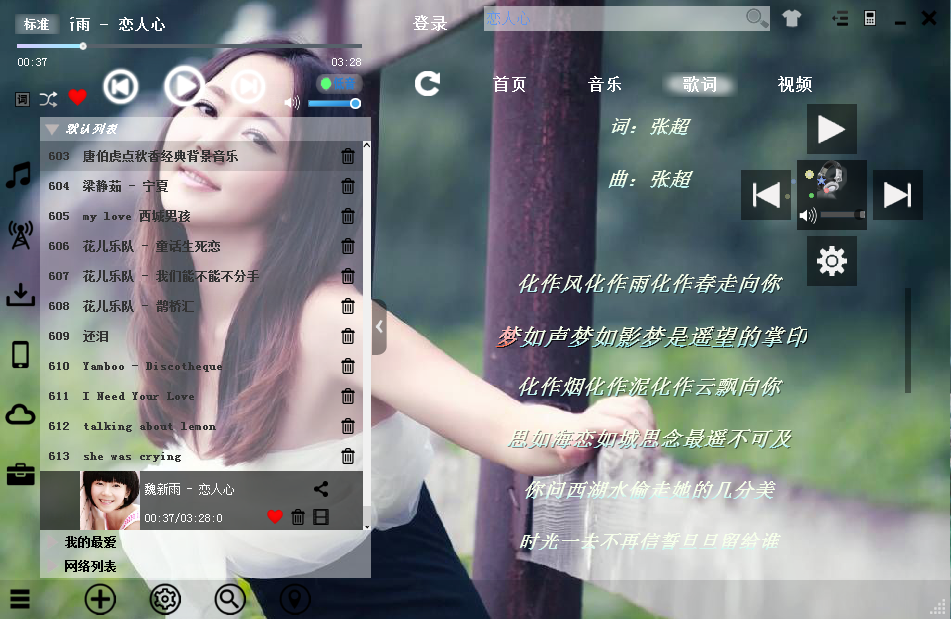 标准
雨 - 恋人心
登录
恋人心
00:37
03:28
词
首页
音乐
歌词
视频
默认列表
603 唐伯虎点秋香经典背景音乐
604 梁静茹 - 宁夏
605 my love 西城男孩
606 花儿乐队 - 童话生死恋
607 花儿乐队 - 我们能不能不分手
608 花儿乐队 - 鹊桥汇
609 还泪
610 Yamboo - Discotheque
611 I Need Your Love
612 talking about lemon
613 she was crying
魏新雨 - 恋人心
00:37/03:28:0
我的最爱
网络列表
词：张超
曲：张超
化作风化作雨化作春走向你
梦如声梦如影梦是遥望的掌印
化作烟化作泥化作云飘向你
思如海恋如城思念最遥不可及
你问西湖水偷走她的几分美
时光一去不再信誓旦旦留给谁